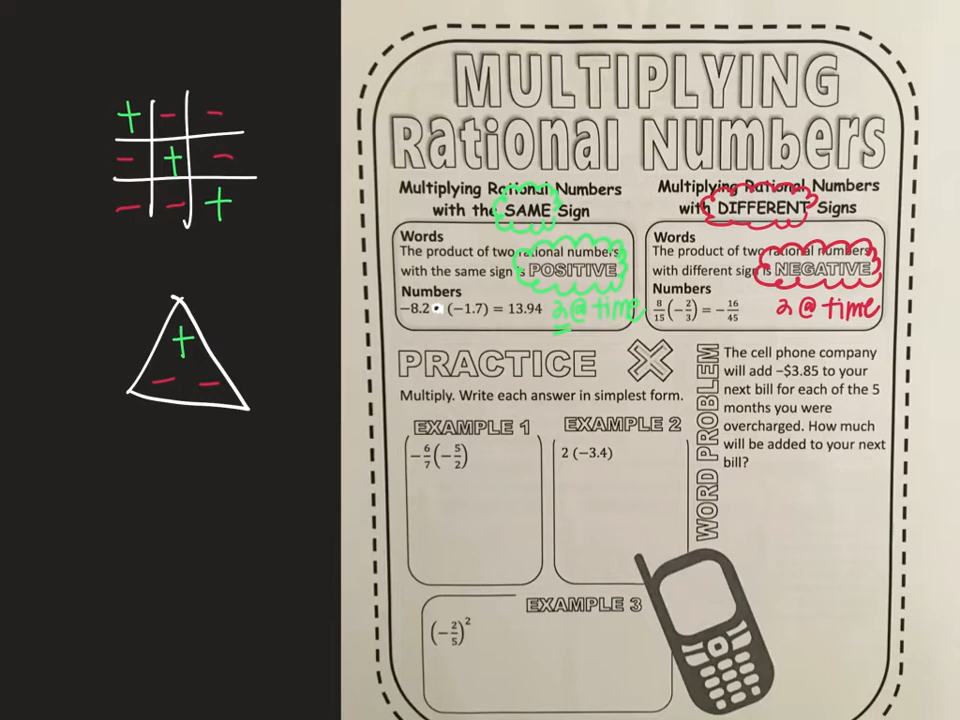 + - -
- + -
- - +
+
- -
MULTIPLYING
Rational Numbers
Multiplying Rational Numbers
with the SAME Sign
Words
The product of two rational numbers
with the same sign is POSITIVE.
Numbers
−8.2 • (−1.7) = 13.94
2 @ time
Multiplying Rational Numbers
with DIFFERENT Signs
Words
The product of two rational numbers
with different sign is NEGATIVE.
Numbers
8/15 (−2/3) = −16/45
2 @ time
PRACTICE
Multiply. Write each answer in simplest form.
EXAMPLE 1
−6/7(−5/2)
EXAMPLE 2
2 (−3.4)
EXAMPLE 3
(−2/5)²
WORD PROBLEM
The cell phone company
will add −$3.85 to your
next bill for each of the 5
months you were
overcharged. How much
will be added to your next
bill?